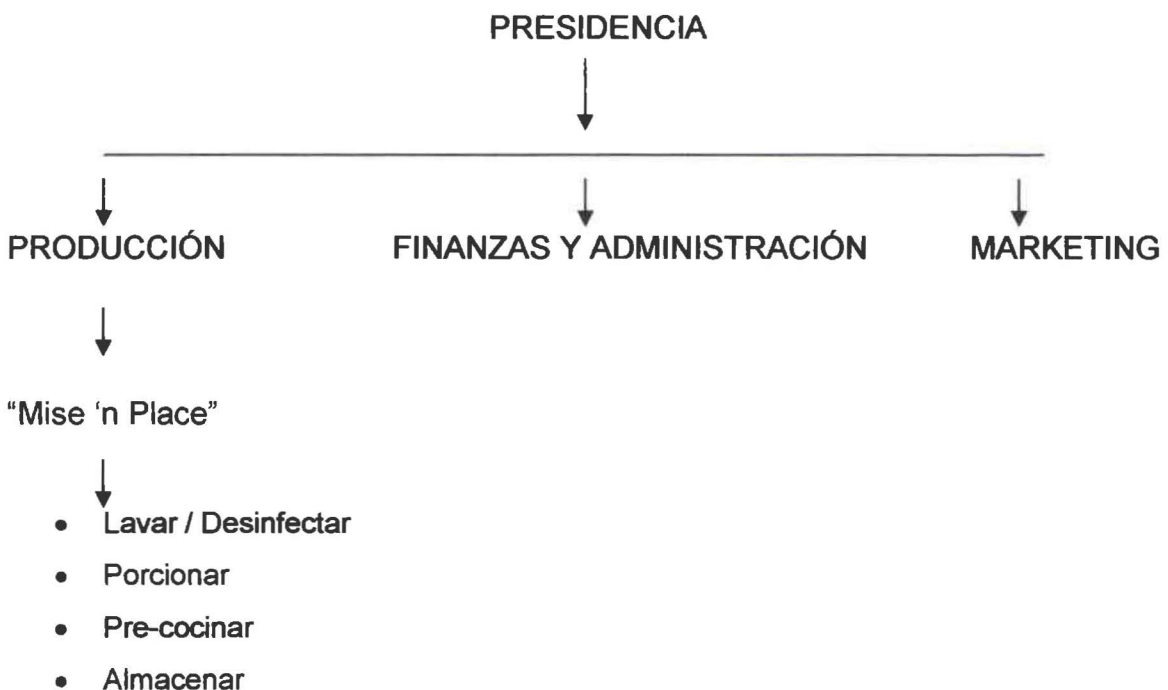 PRESIDENCIA
PRODUCCIÓN FINANZAS Y ADMINISTRACIÓN MARKETING
“Mise ‘n Place”
• Lavar / Desinfectar
• Porcionar
• Pre-cocinar
• Almacenar